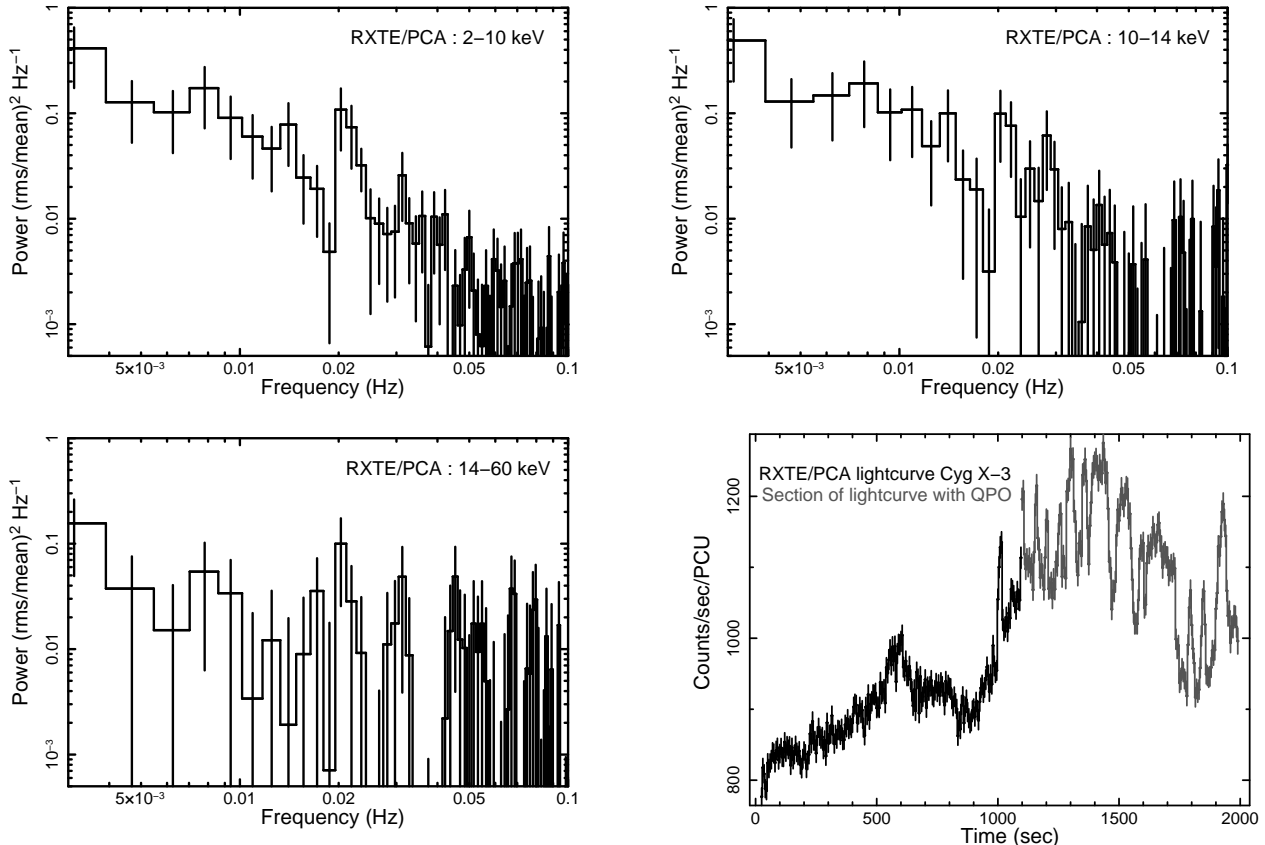 RXTE/PCA : 2−10 keV
Power (rms/mean)² Hz⁻¹
1
0.1
0.01
10⁻³
5×10⁻³ 0.01 0.02 0.05 0.1
Frequency (Hz)
RXTE/PCA : 10−14 keV
Power (rms/mean)² Hz⁻¹
1
0.1
0.01
10⁻³
5×10⁻³ 0.01 0.02 0.05 0.1
Frequency (Hz)
RXTE/PCA : 14−60 keV
Power (rms/mean)² Hz⁻¹
1
0.1
0.01
10⁻³
5×10⁻³ 0.01 0.02 0.05 0.1
Frequency (Hz)
RXTE/PCA lightcurve Cyg X−3
Section of lightcurve with QPO
Counts/sec/PCU
1200
1000
800
0 500 1000 1500 2000
Time (sec)